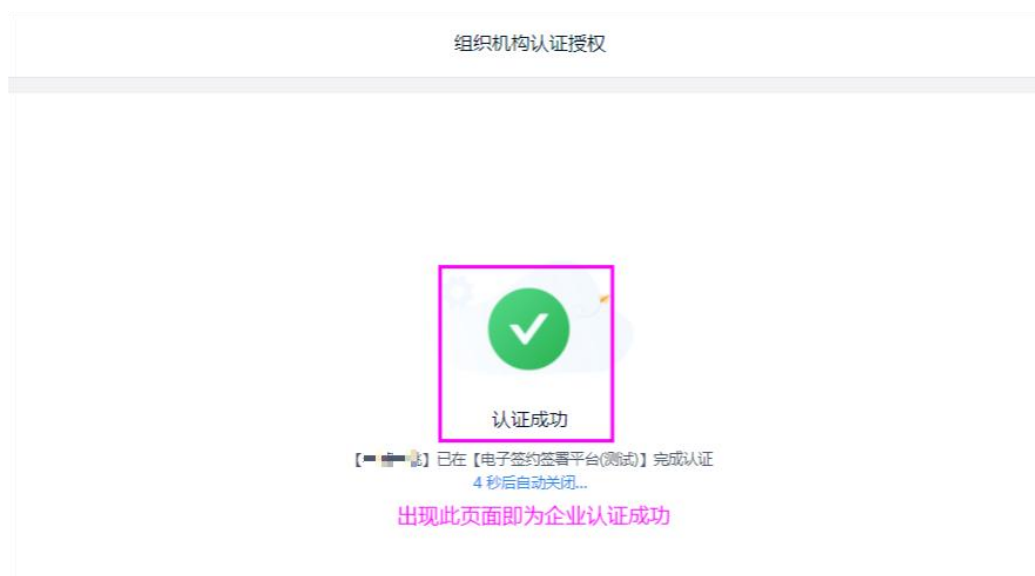 组织机构认证授权
认证成功
【 】已在【电子签约签署平台(测试)】完成认证
4 秒后自动关闭...
出现此页面即为企业认证成功